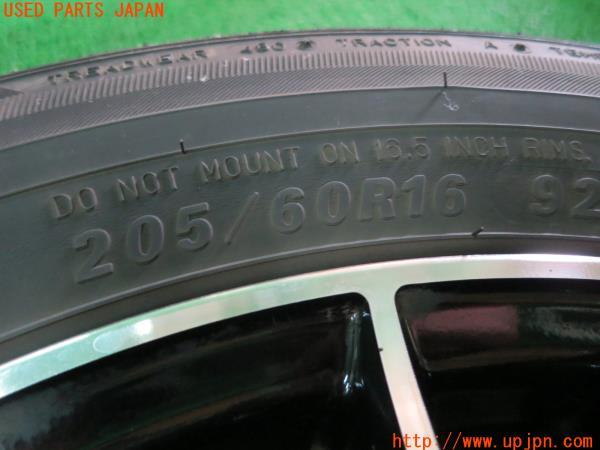 USED PARTS JAPAN
TREADWEAR 480 TRACTION A
DO NOT MOUNT ON 16.5 INCH RIMS.
205/60R16 92
http://www.upjpn.com/